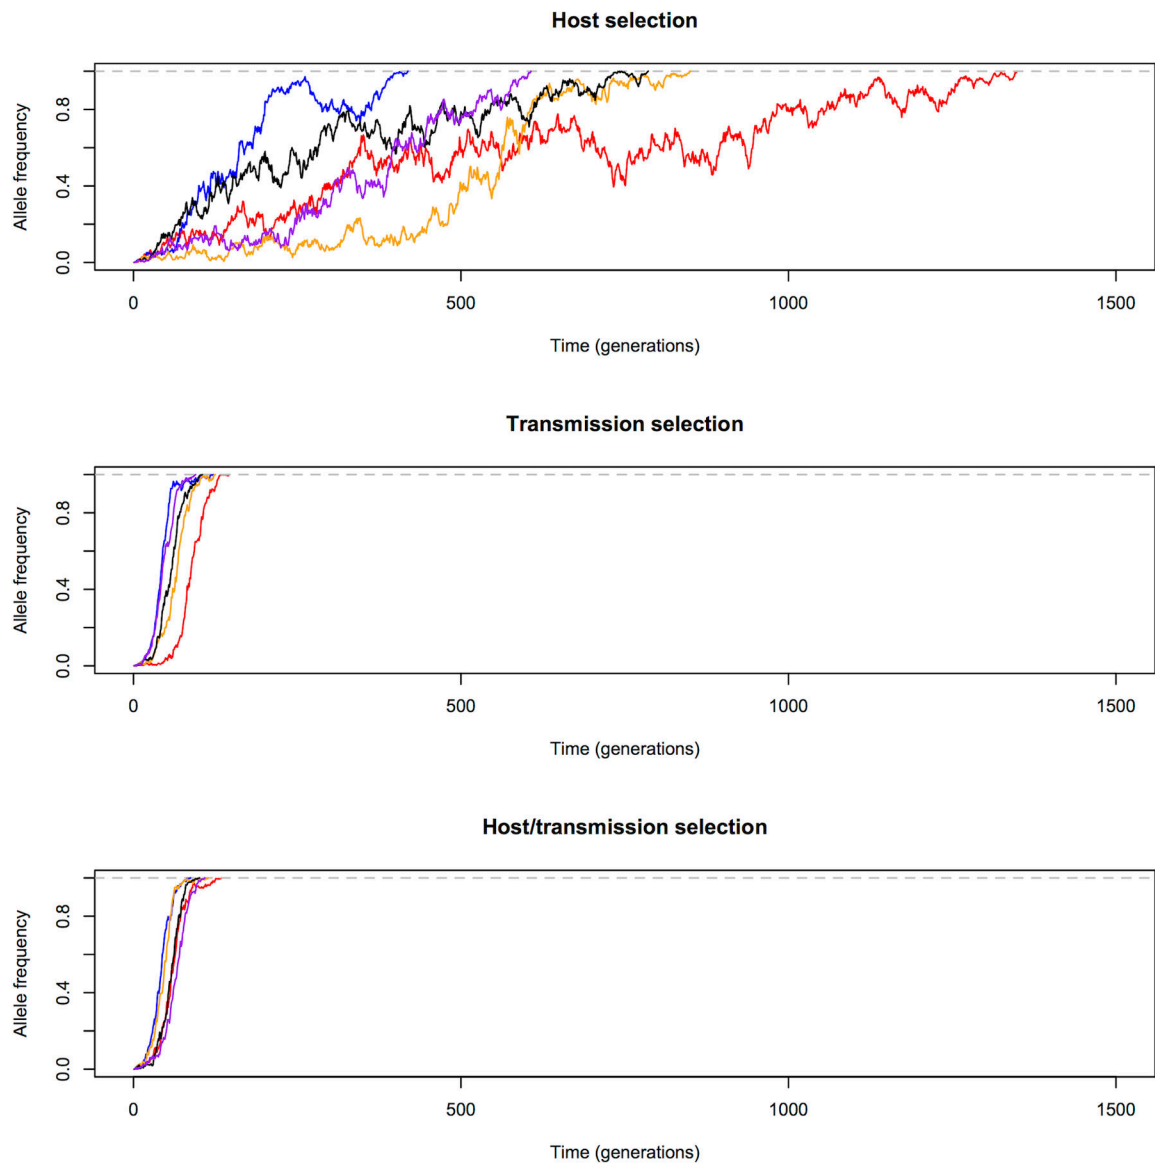 Host selection
Allele frequency
0.8
0.4
0.0
0 500 1000 1500
Time (generations)
Transmission selection
Allele frequency
0.8
0.4
0.0
0 500 1000 1500
Time (generations)
Host/transmission selection
Allele frequency
0.8
0.4
0.0
0 500 1000 1500
Time (generations)